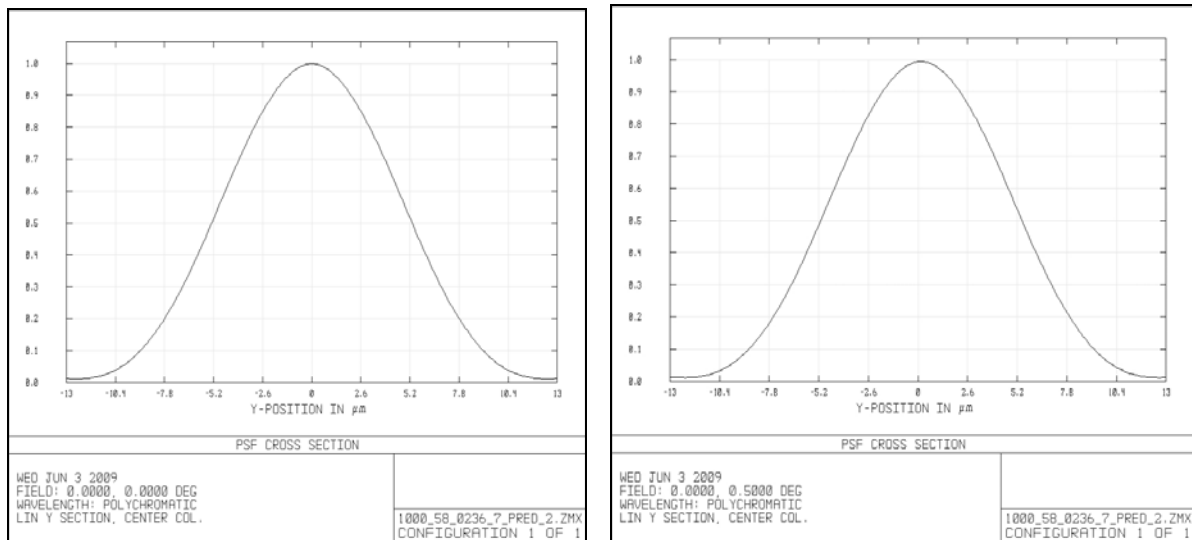 1.0
0.9
0.8
0.7
0.6
0.5
0.4
0.3
0.2
0.1
0.0
-13 -10.4 -7.8 -5.2 -2.6 0 2.6 5.2 7.8 10.4 13
Y-POSITION IN µm
PSF CROSS SECTION
WED JUN 3 2009
FIELD: 0.0000, 0.0000 DEG
WAVELENGTH: POLYCHROMATIC
LIN Y SECTION, CENTER COL.
1000_58_0236_7_PRED_2.ZMX
CONFIGURATION 1 OF 1
1.0
0.9
0.8
0.7
0.6
0.5
0.4
0.3
0.2
0.1
0.0
-13 -10.4 -7.8 -5.2 -2.6 0 2.6 5.2 7.8 10.4 13
Y-POSITION IN µm
PSF CROSS SECTION
WED JUN 3 2009
FIELD: 0.0000, 0.5000 DEG
WAVELENGTH: POLYCHROMATIC
LIN Y SECTION, CENTER COL.
1000_58_0236_7_PRED_2.ZMX
CONFIGURATION 1 OF 1